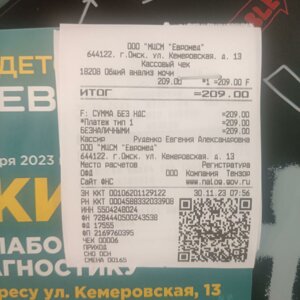 ООО "МЦСМ "Евромед"
644122, г.Омск, ул. Кемеровская, д. 13
Кассовый чек
18208 Общий анализ мочи
209.00 *1 =209.00 F
ИТОГ =209.00
F: СУММА БЕЗ НДС =209.00
*Платеж тип 1 =209.00
БЕЗНАЛИЧНЫМИ =209.00
Кассир Руденко Евгения Александровна
ООО "МЦСМ "Евромед"
644122, г.Омск, ул. Кемеровская, д. 13
Место расчетов Регистратура
ОФД ООО "Компания "Тензор"
Сайт ФНС www.nalog.gov.ru
ЗН ККТ 00106201129122 30.11.23 07:56
РН ККТ 0004588332033908
ИНН 5504248024
ФН 7284440500243538
ФД 17555
ФП 2169760395
ЧЕК 00006
ПРИХОД
СНО ОСН
СМЕНА 00165
ДЕТ
ЕВ
ря 2023
КИ
ЛАБО
АГНОСТИКУ
ресу ул. Кемеровская, 13